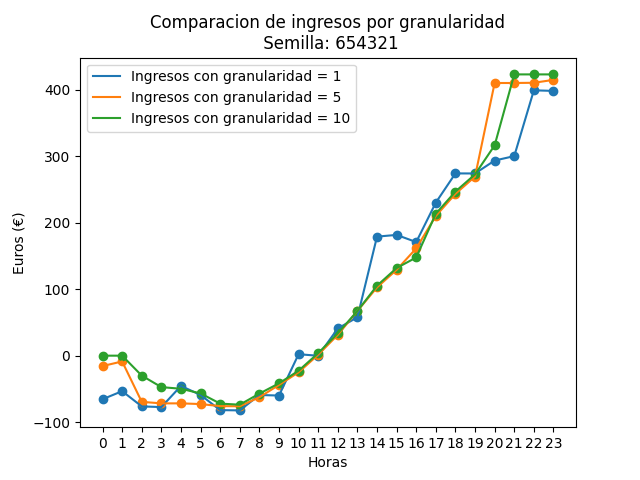 Comparacion de ingresos por granularidad
Semilla: 654321
Ingresos con granularidad = 1
Ingresos con granularidad = 5
Ingresos con granularidad = 10
Euros (€)
400
300
200
100
0
−100
0 1 2 3 4 5 6 7 8 9 10 11 12 13 14 15 16 17 18 19 20 21 22 23
Horas